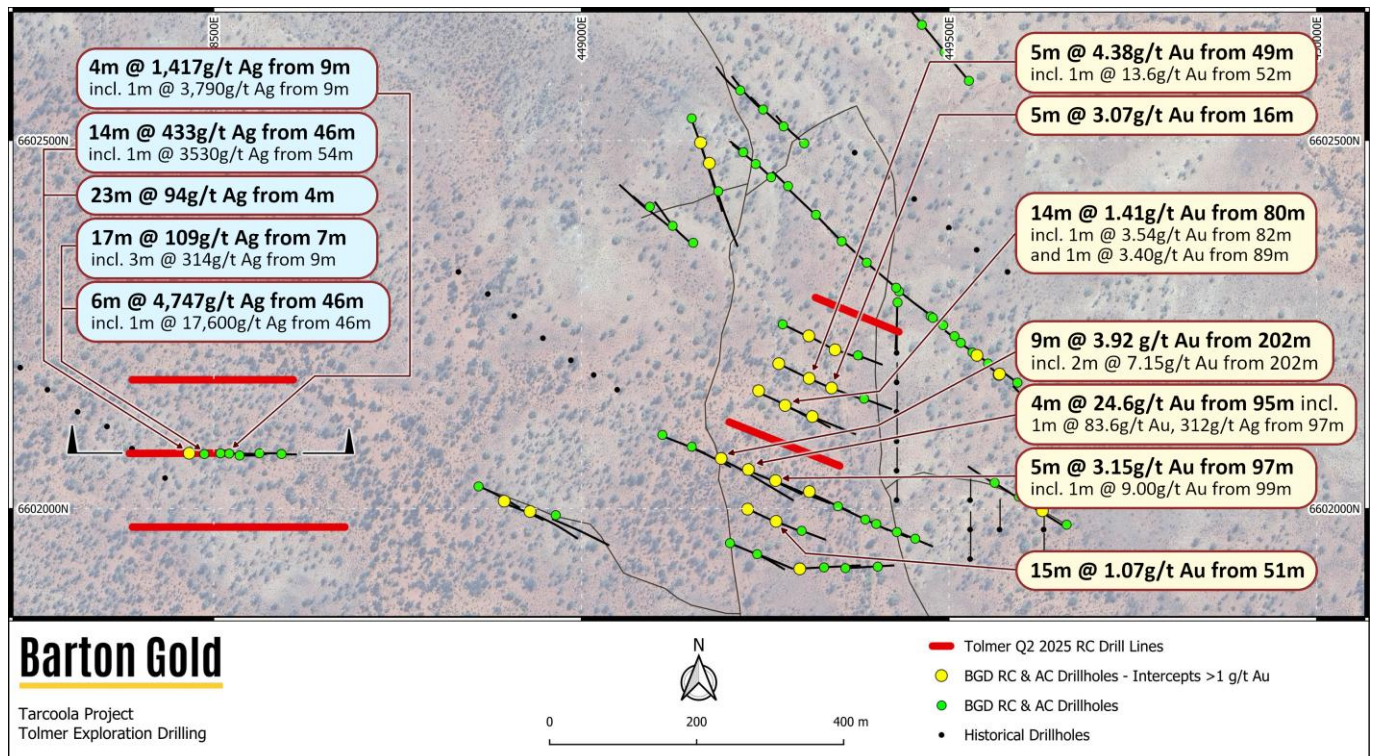 8500E
449000E
449500E
90000E
6602500N
6602500N
6602000N
6602000N
4m @ 1,417g/t Ag from 9m
incl. 1m @ 3,790g/t Ag from 9m
14m @ 433g/t Ag from 46m
incl. 1m @ 3530g/t Ag from 54m
23m @ 94g/t Ag from 4m
17m @ 109g/t Ag from 7m
incl. 3m @ 314g/t Ag from 9m
6m @ 4,747g/t Ag from 46m
incl. 1m @ 17,600g/t Ag from 46m
5m @ 4.38g/t Au from 49m
incl. 1m @ 13.6g/t Au from 52m
5m @ 3.07g/t Au from 16m
14m @ 1.41g/t Au from 80m
incl. 1m @ 3.54g/t Au from 82m
and 1m @ 3.40g/t Au from 89m
9m @ 3.92 g/t Au from 202m
incl. 2m @ 7.15g/t Au from 202m
4m @ 24.6g/t Au from 95m incl.
1m @ 83.6g/t Au, 312g/t Ag from 97m
5m @ 3.15g/t Au from 97m
incl. 1m @ 9.00g/t Au from 99m
15m @ 1.07g/t Au from 51m
Barton Gold
Tarcoola Project
Tolmer Exploration Drilling
N
0 200 400 m
Tolmer Q2 2025 RC Drill Lines
BGD RC & AC Drillholes - Intercepts >1 g/t Au
BGD RC & AC Drillholes
Historical Drillholes